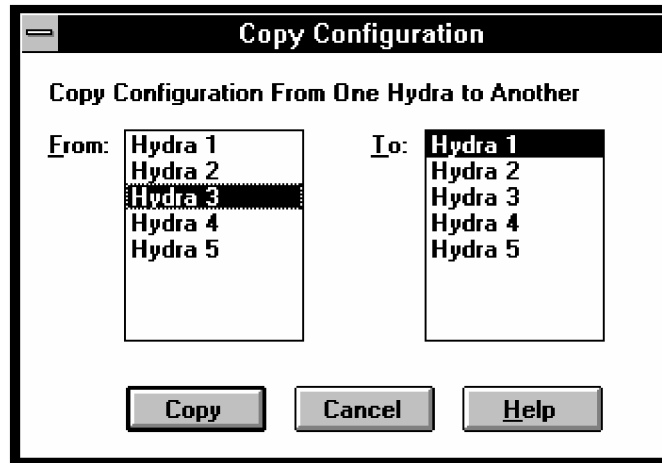 Copy Configuration
Copy Configuration From One Hydra to Another
From:
Hydra 1
Hydra 2
Hydra 3
Hydra 4
Hydra 5
To:
Hydra 1
Hydra 2
Hydra 3
Hydra 4
Hydra 5
Copy Cancel Help